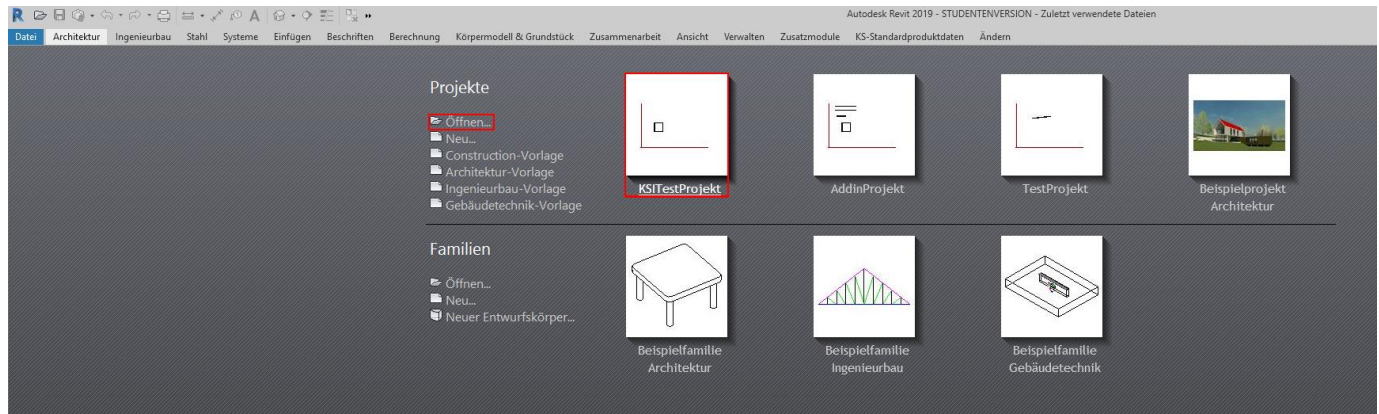 Autodesk Revit 2019 - STUDENTENVERSION - Zuletzt verwendete Dateien
Datei Architektur Ingenieurbau Stahl Systeme Einfügen Beschriften Berechnung Körpermodell & Grundstück Zusammenarbeit Ansicht Verwalten Zusatzmodule KS-Standardproduktdaten Ändern
Projekte
Öffnen...
Neu...
Construction-Vorlage
Architektur-Vorlage
Ingenieurbau-Vorlage
Gebäudetechnik-Vorlage
KSITestProjekt
AddinProjekt
TestProjekt
Beispielprojekt
Architektur
Familien
Öffnen...
Neu...
Neuer Entwurfskörper...
Beispielfamilie
Architektur
Beispielfamilie
Ingenieurbau
Beispielfamilie
Gebäudetechnik